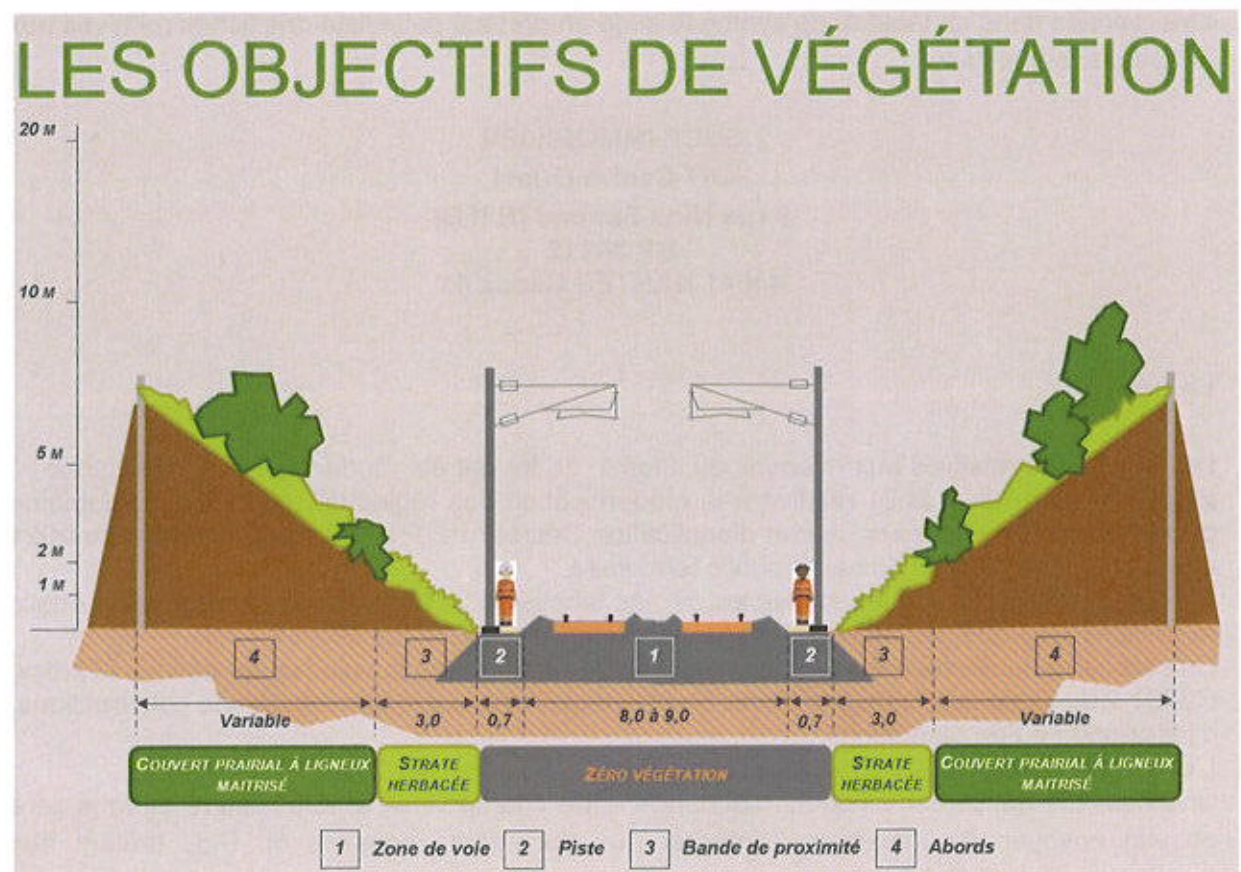 LES OBJECTIFS DE VÉGÉTATION
20 M
10 M
5 M
2 M
1 M
4 3 2 1 2 3 4
Variable 3,0 0,7 8,0 à 9,0 0,7 3,0 Variable
COUVERT PRAIRIAL À LIGNEUX MAITRISÉ
STRATE HERBACÉE
ZÉRO VÉGÉTATION
STRATE HERBACÉE
COUVERT PRAIRIAL À LIGNEUX MAITRISÉ
1 Zone de voie 2 Piste 3 Bande de proximité 4 Abords